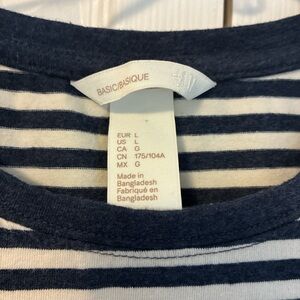 BASIC/BASIQUE
EUR L
US L
CA G
CN 175/104A
MX G
Made in
Bangladesh
Fabriqué en
Bangladesh